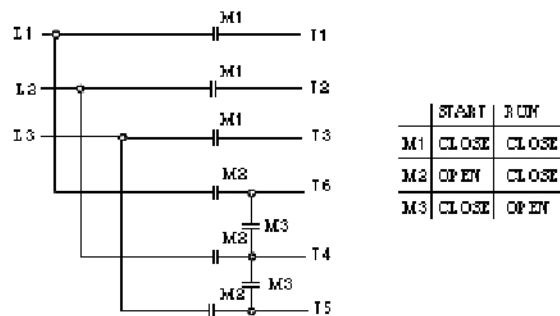 M1
L1 T1
M1
L2 T2
M1
L3 T3
M2
T6
M3
M2
T4
M3
M2
T5
START RUN
M1 CLOSE CLOSE
M2 OPEN CLOSE
M3 CLOSE OPEN